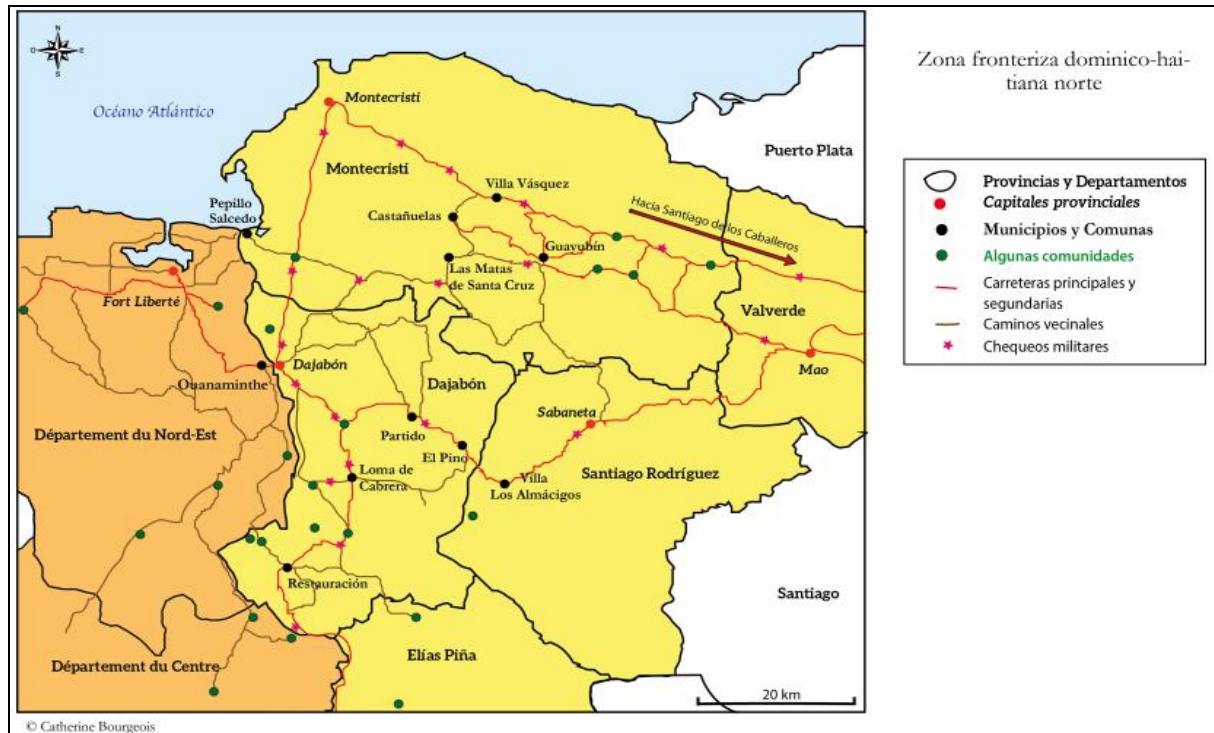 Zona fronteriza dominico-hai-
tiana norte
N
O
E
S
Océano Atlántico
Montecristi
Montecristi
Puerto Plata
Villa Vásquez
Pepillo
Salcedo
Castañuelas
Hacia Santiago de los Caballeros
Guayubín
Las Matas
de Santa Cruz
Fort Liberté
Valverde
Dajabón
Ouanaminthe
Mao
Dajabón
Sabaneta
Département du Nord-Est
Partido
El Pino
Loma de
Cabrera
Villa
Los Almácigos
Santiago Rodríguez
Restauración
Santiago
Département du Centre
Elías Piña
20 km
Provincias y Departamentos
Capitales provinciales
Municipios y Comunas
Algunas comunidades
Carreteras principales y
segundarias
Caminos vecinales
Chequeos militares
© Catherine Bourgeois